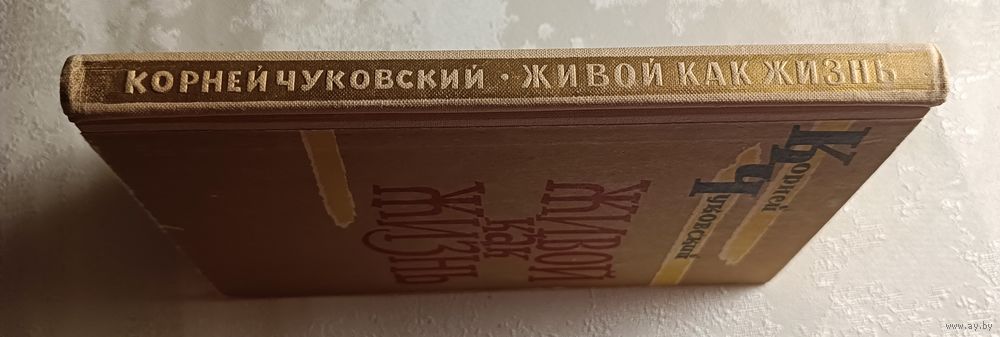 КОРНЕЙ ЧУКОВСКИЙ · ЖИВОЙ КАК ЖИЗНЬ
Корней
Чуковский
ЖИВОЙ
как
ЖИЗНЬ
www.ay.by